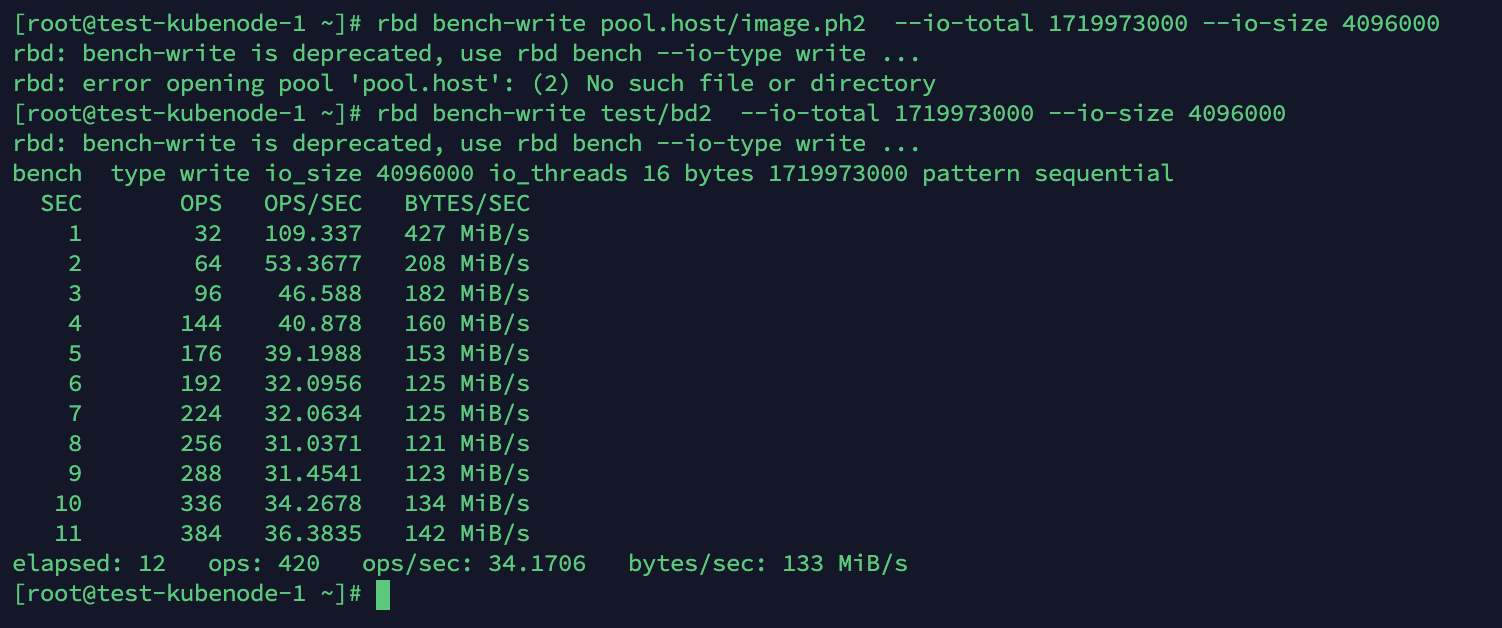 [root@test-kubenode-1 ~]# rbd bench-write pool.host/image.ph2  --io-total 1719973000 --io-size 4096000
rbd: bench-write is deprecated, use rbd bench --io-type write ...
rbd: error opening pool 'pool.host': (2) No such file or directory
[root@test-kubenode-1 ~]# rbd bench-write test/bd2  --io-total 1719973000 --io-size 4096000
rbd: bench-write is deprecated, use rbd bench --io-type write ...
bench  type write io_size 4096000 io_threads 16 bytes 1719973000 pattern sequential
  SEC       OPS   OPS/SEC   BYTES/SEC
    1        32   109.337   427 MiB/s
    2        64   53.3677   208 MiB/s
    3        96    46.588   182 MiB/s
    4       144    40.878   160 MiB/s
    5       176   39.1988   153 MiB/s
    6       192   32.0956   125 MiB/s
    7       224   32.0634   125 MiB/s
    8       256   31.0371   121 MiB/s
    9       288   31.4541   123 MiB/s
   10       336   34.2678   134 MiB/s
   11       384   36.3835   142 MiB/s
elapsed: 12   ops: 420   ops/sec: 34.1706   bytes/sec: 133 MiB/s
[root@test-kubenode-1 ~]#